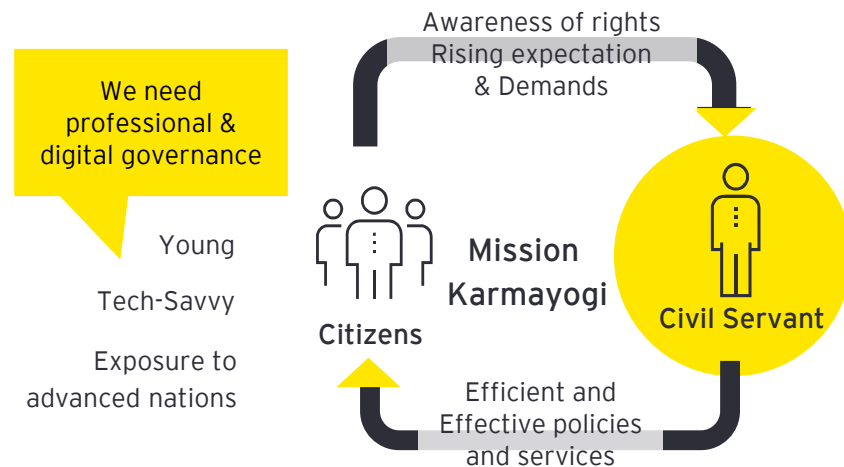 Awareness of rights
Rising expectation
& Demands
We need
professional &
digital governance
Young
Tech-Savvy
Exposure to
advanced nations
Citizens
Mission
Karmayogi
Civil Servant
Efficient and
Effective policies
and services